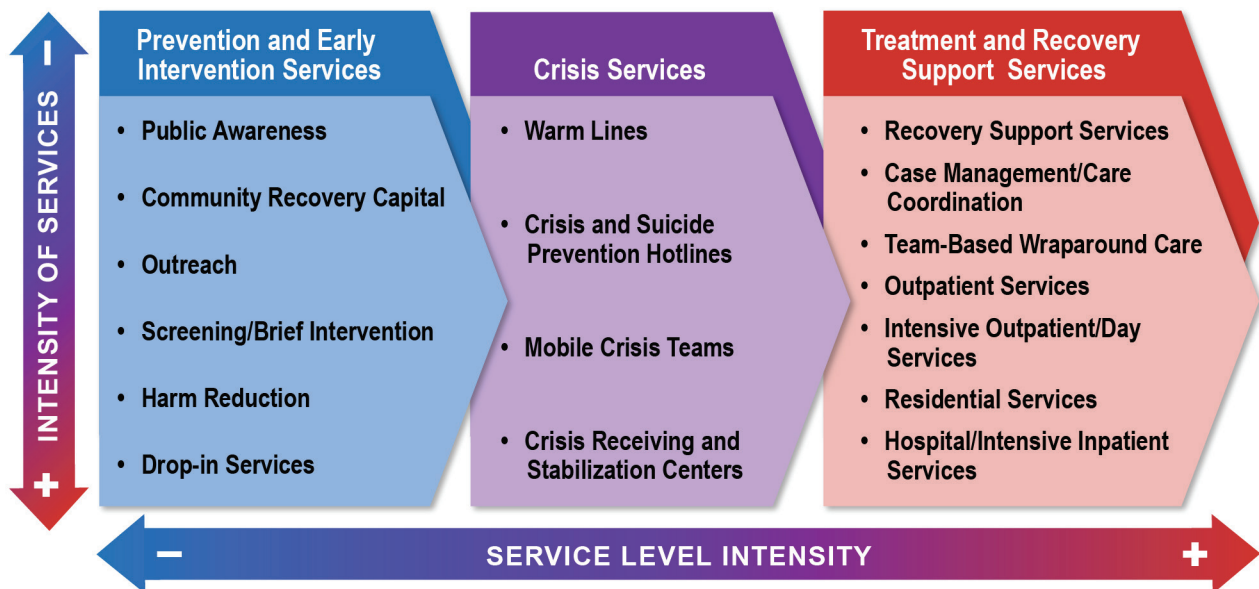 INTENSITY OF SERVICES
Prevention and Early
Intervention Services
• Public Awareness
• Community Recovery Capital
• Outreach
• Screening/Brief Intervention
• Harm Reduction
• Drop-in Services
Crisis Services
• Warm Lines
• Crisis and Suicide
Prevention Hotlines
• Mobile Crisis Teams
• Crisis Receiving and
Stabilization Centers
Treatment and Recovery
Support Services
• Recovery Support Services
• Case Management/Care
Coordination
• Team-Based Wraparound Care
• Outpatient Services
• Intensive Outpatient/Day
Services
• Residential Services
• Hospital/Intensive Inpatient
Services
− SERVICE LEVEL INTENSITY +